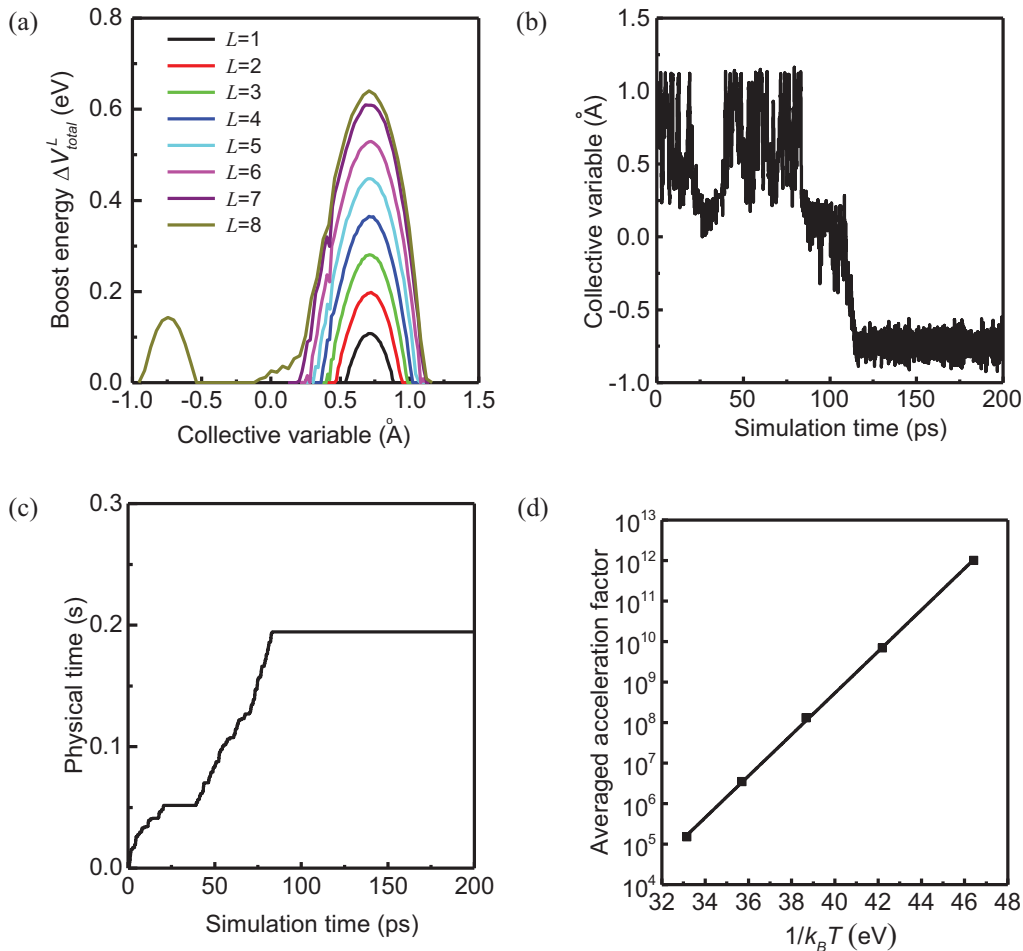 (a)
Boost energy ΔV^L_total (eV)
0.8
0.6
0.4
0.2
0.0
L=1
L=2
L=3
L=4
L=5
L=6
L=7
L=8
-1.0 -0.5 0.0 0.5 1.0 1.5
Collective variable (Å)
(b)
Collective variable (Å)
1.5
1.0
0.5
0.0
-0.5
-1.0
0 50 100 150 200
Simulation time (ps)
(c)
Physical time (s)
0.3
0.2
0.1
0.0
0 50 100 150 200
Simulation time (ps)
(d)
Averaged acceleration factor
10^13
10^12
10^11
10^10
10^9
10^8
10^7
10^6
10^5
10^4
32 34 36 38 40 42 44 46 48
1/k_BT (eV)